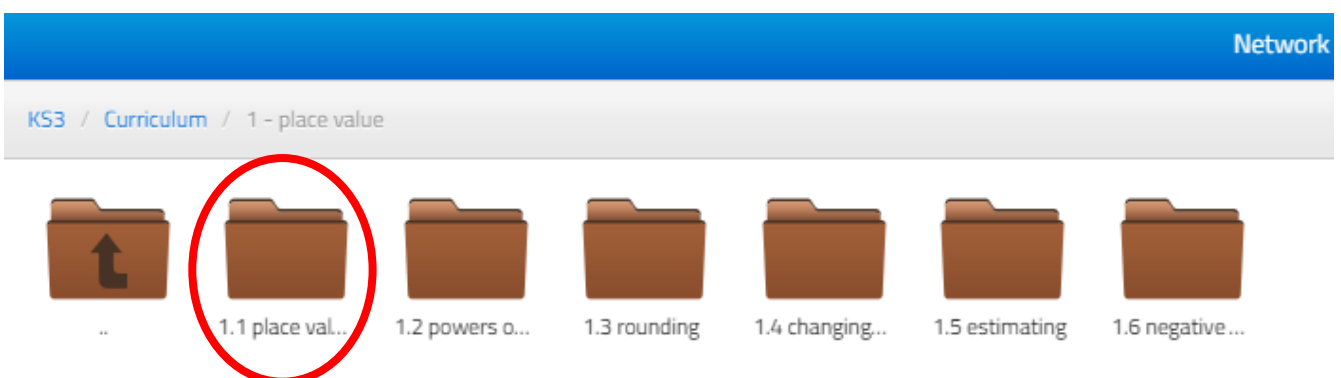 Network
KS3 / Curriculum / 1 - place value
.. 1.1 place val... 1.2 powers o... 1.3 rounding 1.4 changing... 1.5 estimating 1.6 negative ...